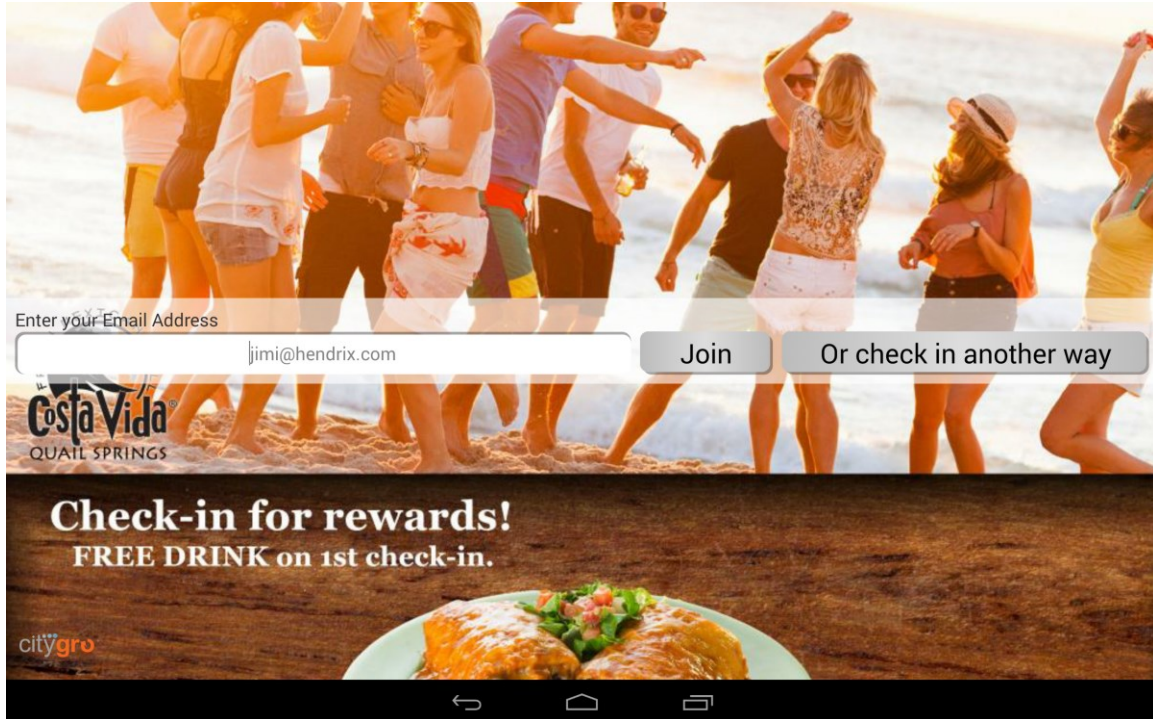 Enter your Email Address
jimi@hendrix.com
Join
Or check in another way
Costa Vida®
QUAIL SPRINGS
Check-in for rewards!
FREE DRINK on 1st check-in.
citygro